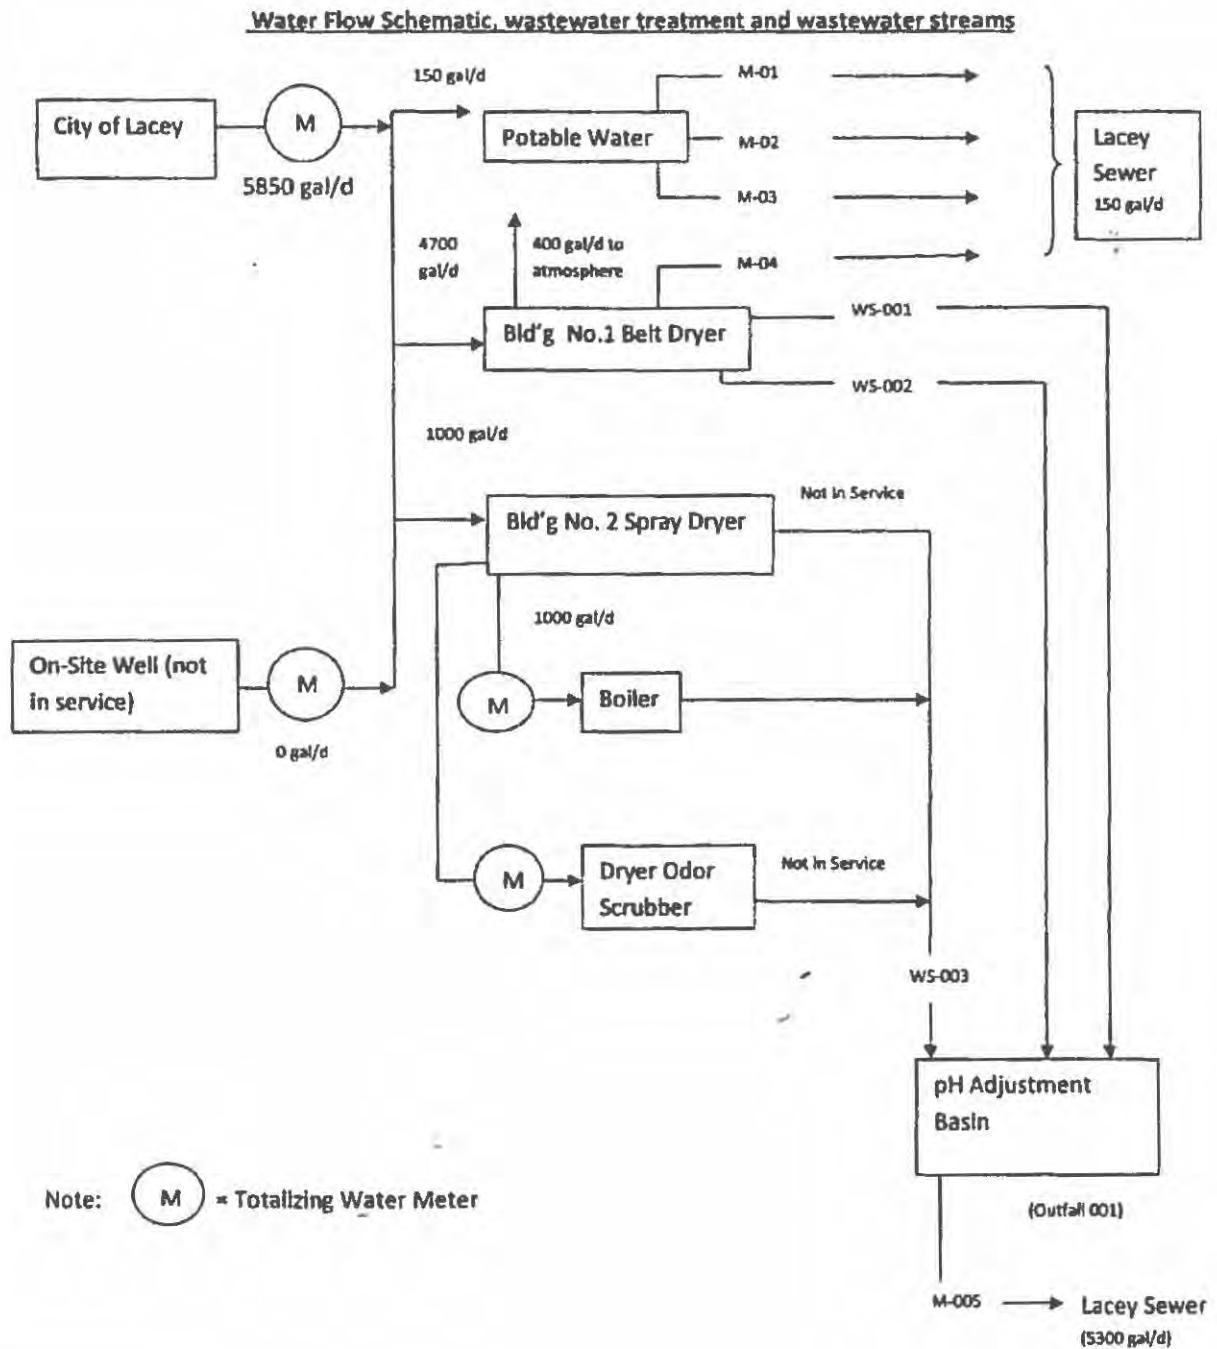 Water Flow Schematic, wastewater treatment and wastewater streams
150 gal/d
M-01
City of Lacey
M
Potable Water
M-02
Lacey
Sewer
150 gal/d
5850 gal/d
M-03
4700
gal/d
400 gal/d to
atmosphere
M-04
WS-001
Bld'g No.1 Belt Dryer
WS-002
1000 gal/d
Not In Service
Bld'g No. 2 Spray Dryer
1000 gal/d
On-Site Well (not
in service)
M
M
Boiler
0 gal/d
M
Dryer Odor
Scrubber
Not In Service
WS-003
pH Adjustment
Basin
Note: M = Totalizing Water Meter
(Outfall 001)
M-005
Lacey Sewer
(5300 gal/d)